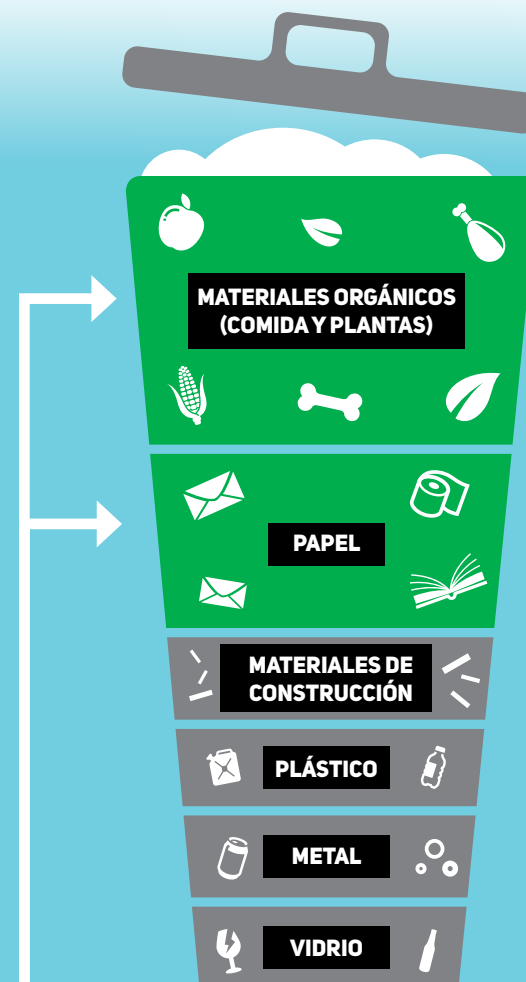 MATERIALES ORGÁNICOS
(COMIDA Y PLANTAS)
PAPEL
MATERIALES DE
CONSTRUCCIÓN
PLÁSTICO
METAL
VIDRIO